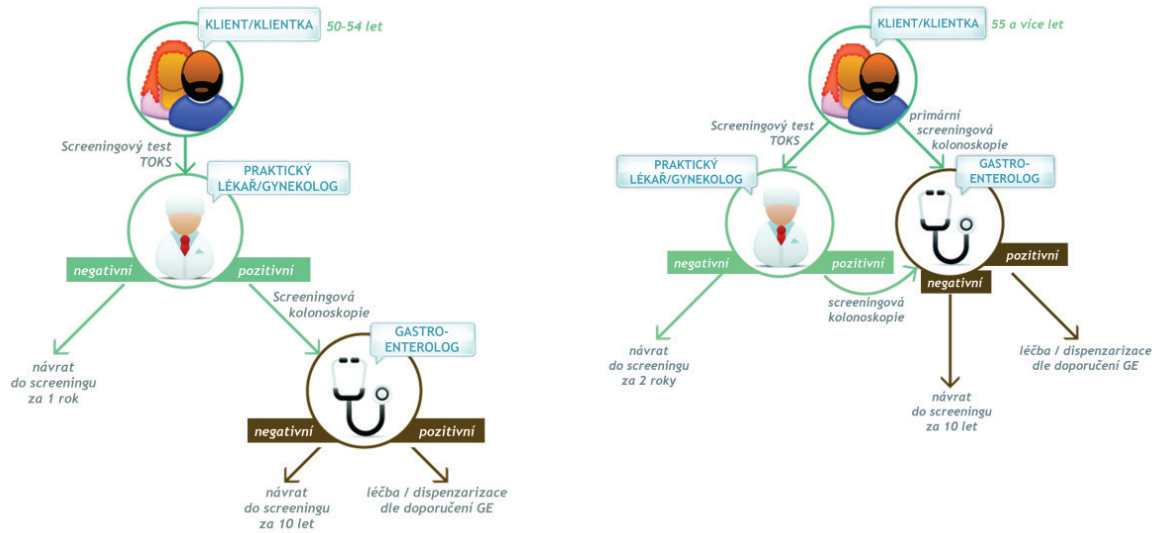 KLIENT/KLIENTKA
50-54 let
Screeningový test
TOKS
PRAKTICKÝ
LÉKAŘ/GYNEKOLOG
negativní
pozitivní
návrat
do screeningu
za 1 rok
Screeningová
kolonoskopie
GASTRO-
ENTEROLOG
negativní
pozitivní
návrat
do screeningu
za 10 let
léčba / dispenzarizace
dle doporučení GE
KLIENT/KLIENTKA
55 a více let
Screeningový test
TOKS
primární
screeningová
kolonoskopie
PRAKTICKÝ
LÉKAŘ/GYNEKOLOG
GASTRO-
ENTEROLOG
negativní
pozitivní
screeningová
kolonoskopie
negativní
pozitivní
návrat
do screeningu
za 2 roky
návrat
do screeningu
za 10 let
léčba / dispenzarizace
dle doporučení GE